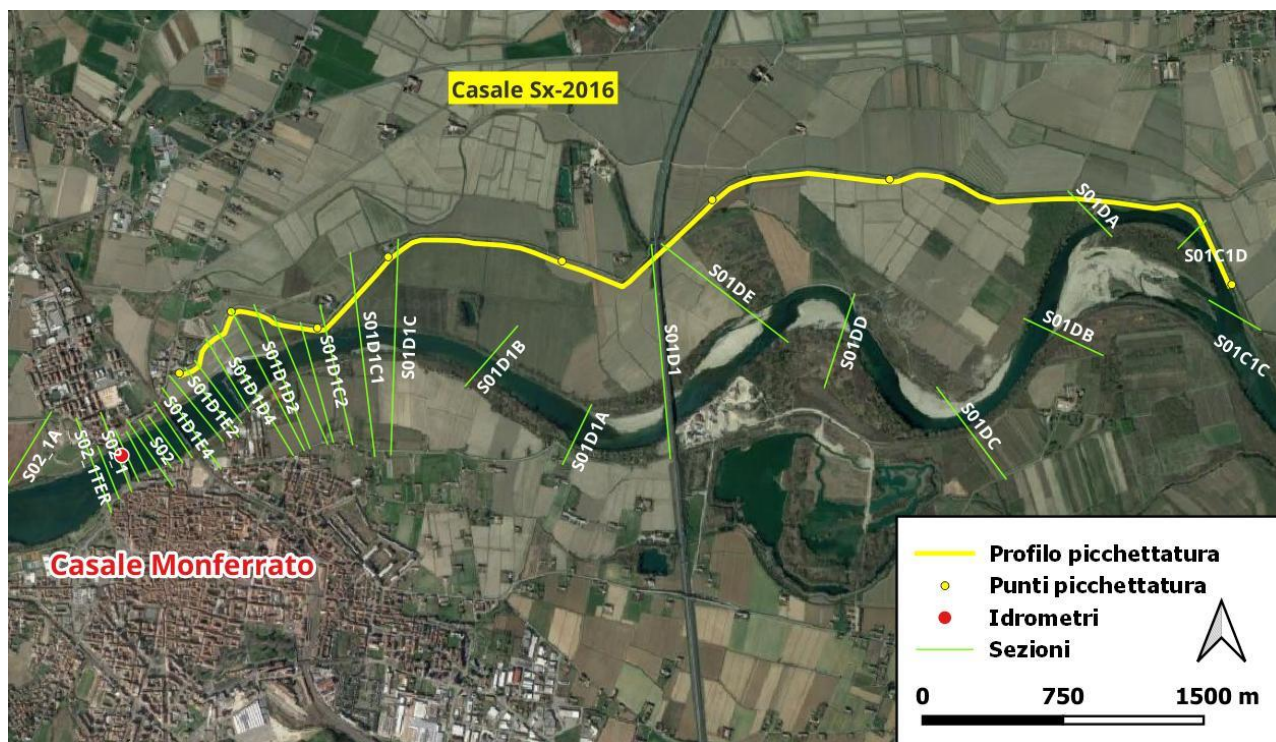 Casale Sx-2016
S01DA
S01C1D
S01DE
S01D1C1
S01D1C
S01D1
S01DD
S01DB
S01C1C
S01D1B
S01D1D2
S01D1C2
S01D1D4
S01D1E2
S01D1E4
S01D1A
S01DC
S02_1A
S02_1
S02
S02_1TER
Casale Monferrato
Profilo picchettatura
Punti picchettatura
Idrometri
Sezioni
0 750 1500 m